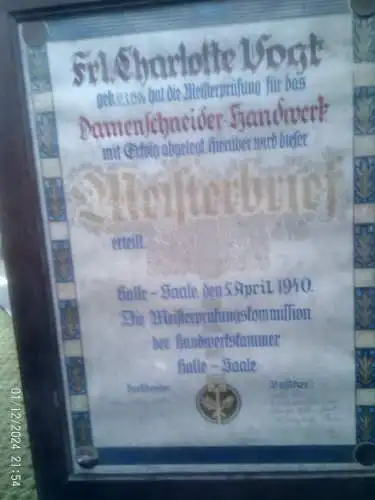 Frl. Charlotte Vogt
hat die Meisterprüfung für das
Damenschneider-Handwerk
mit Erfolg abgelegt hierüber wird dieser
Meisterbrief
erteilt
Halle - Saale, den 5. April 1940.
Die Meisterprüfungskommission
der Handwerkskammer
Halle - Saale
01/12/2024 21:54